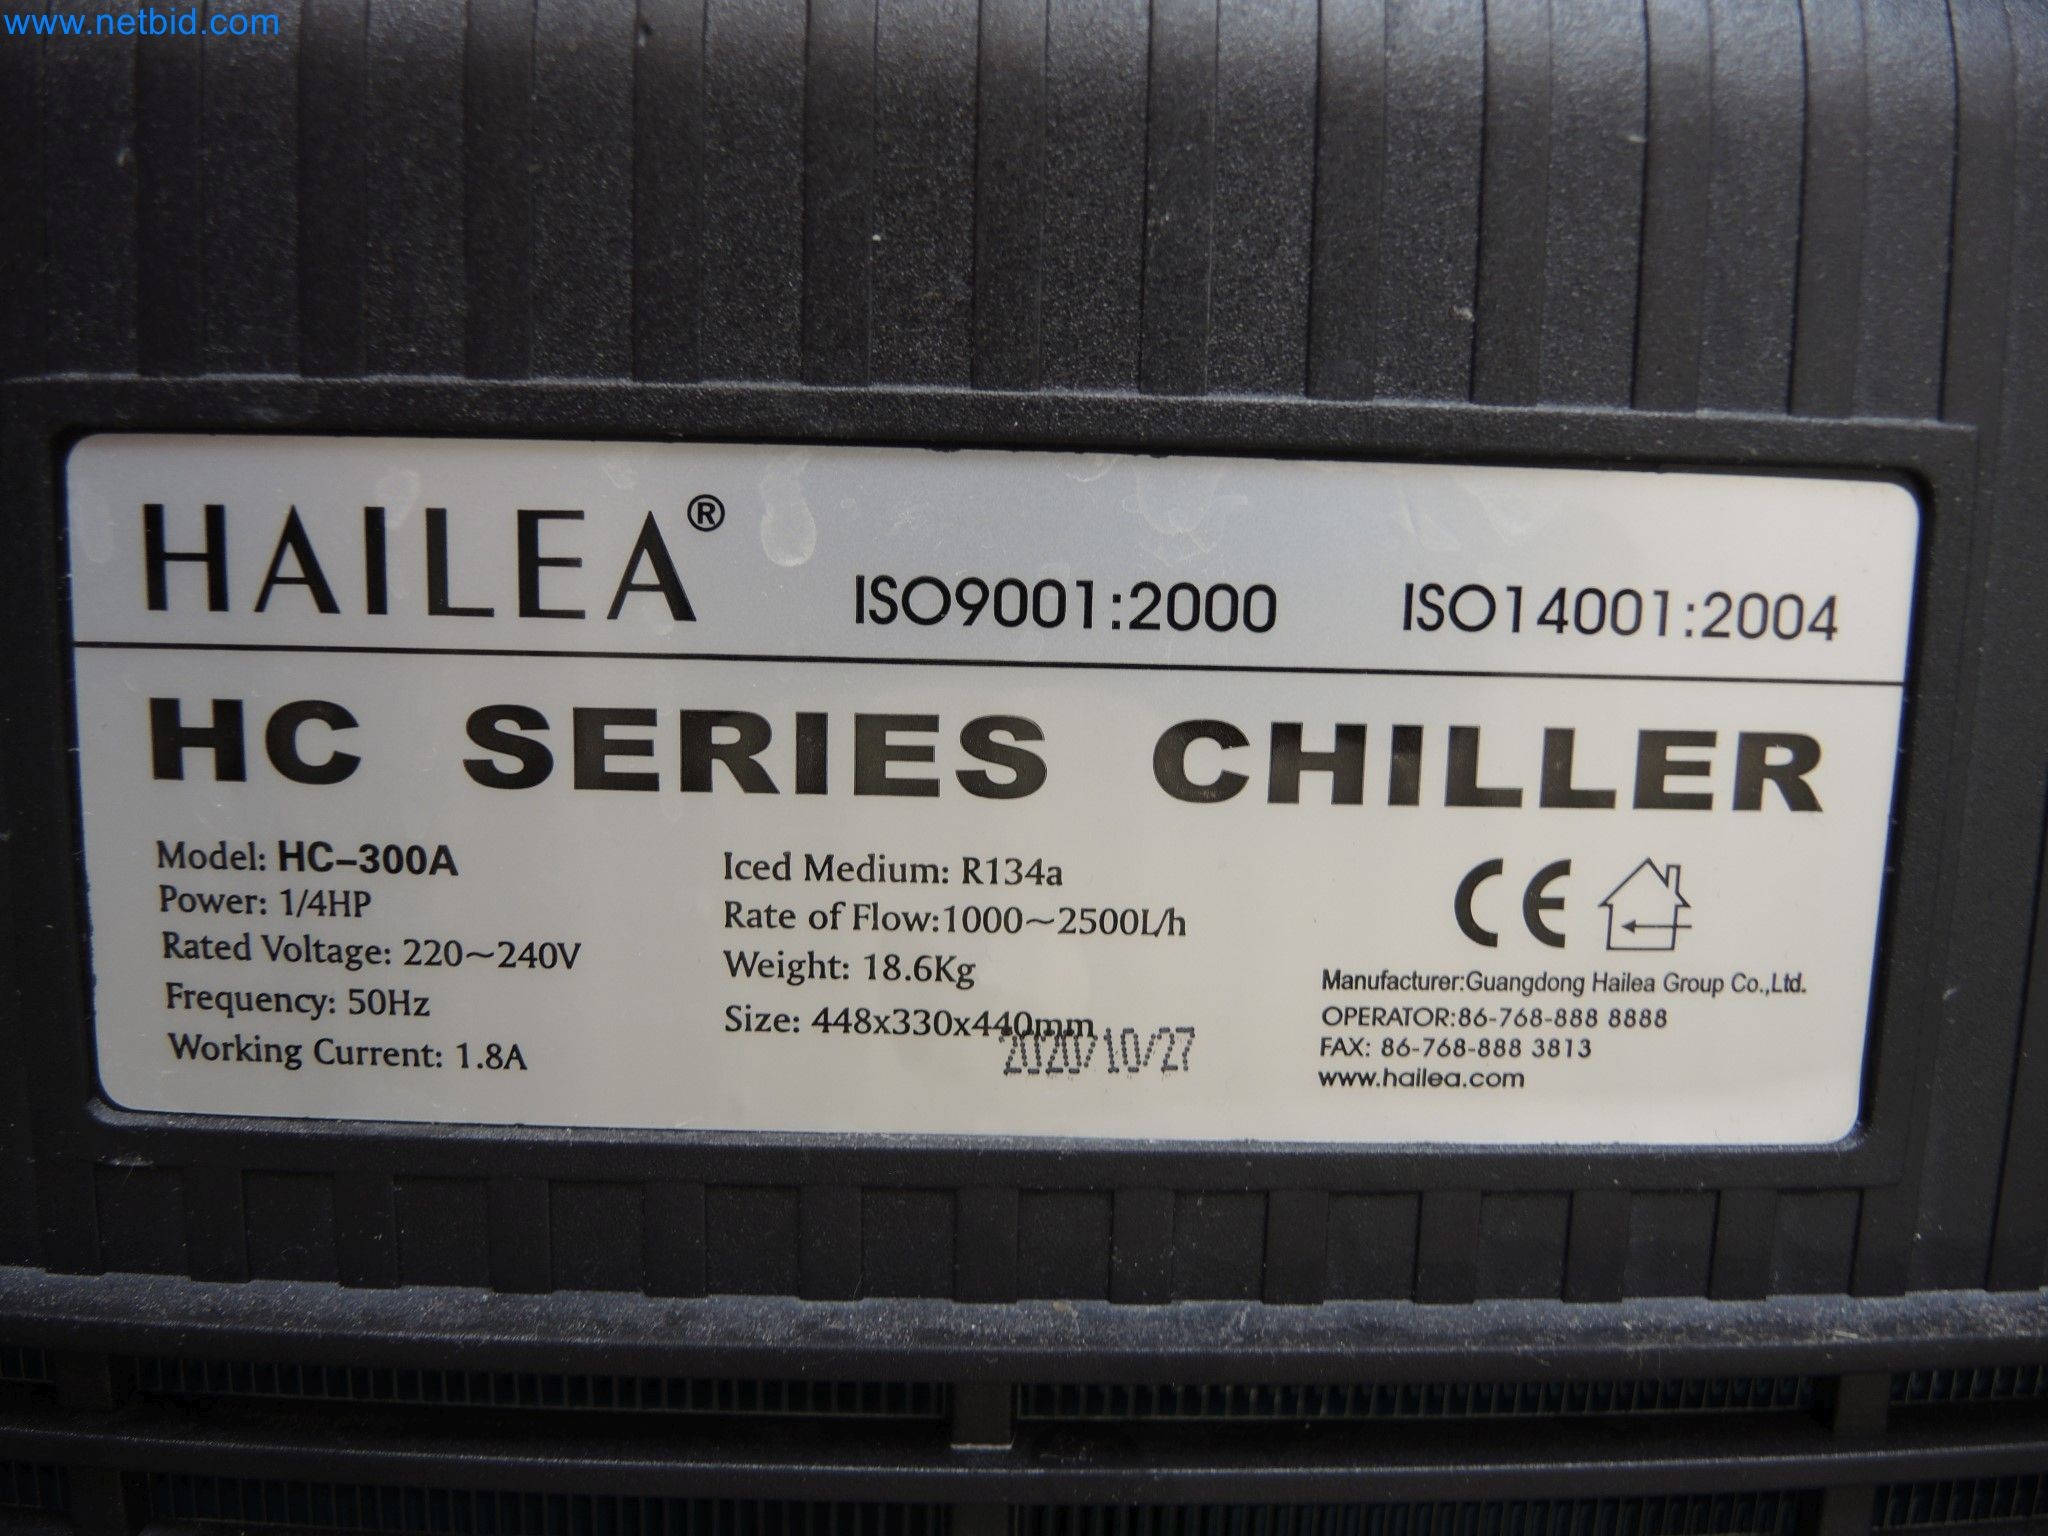 www.netbid.com
HAILEA®
ISO9001:2000 ISO14001:2004
HC SERIES CHILLER
Model: HC-300A
Power: 1/4HP
Rated Voltage: 220~240V
Frequency: 50Hz
Working Current: 1.8A
Iced Medium: R134a
Rate of Flow:1000~2500L/h
Weight: 18.6Kg
Size: 448x330x440mm
2020/10/27
CE
Manufacturer:Guangdong Hailea Group Co.,Ltd.
OPERATOR:86-768-888 8888
FAX: 86-768-888 3813
www.hailea.com